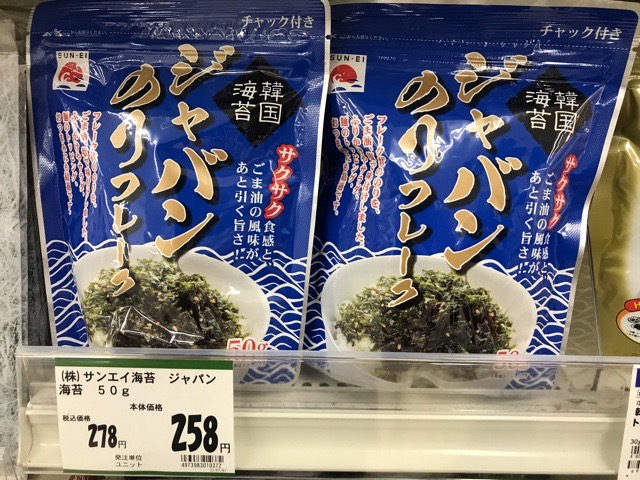 チャック付き
SUN-EI
韓国
海苔
ジャバン
のりフレーク
サクサク
食感と、
ごま油の風味が、
あと引く旨さ!!
50g
チャック付き
SUN-EI
韓国
海苔
ジャバン
のりフレーク
サクサク
食感と、
ごま油の風味が、
あと引く旨さ!!
(株)サンエイ海苔 ジャバン
海苔 50g
本体価格
税込価格
278円
258円
発注単位
ユニット
4973983010372